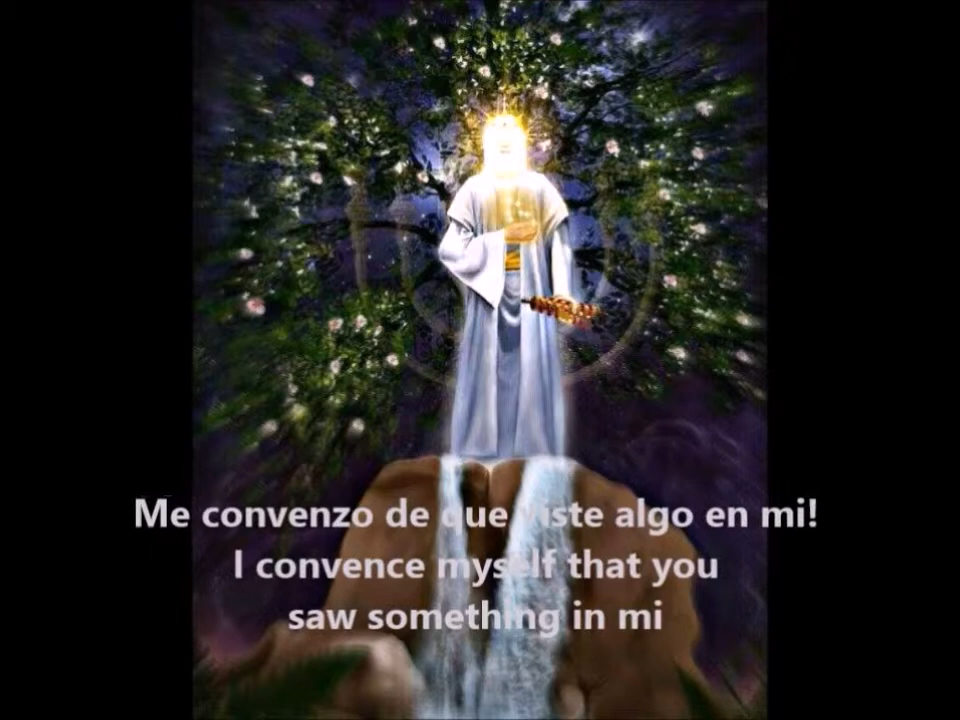 Me convenzo de que viste algo en mi!
I convence myself that you
saw something in mi